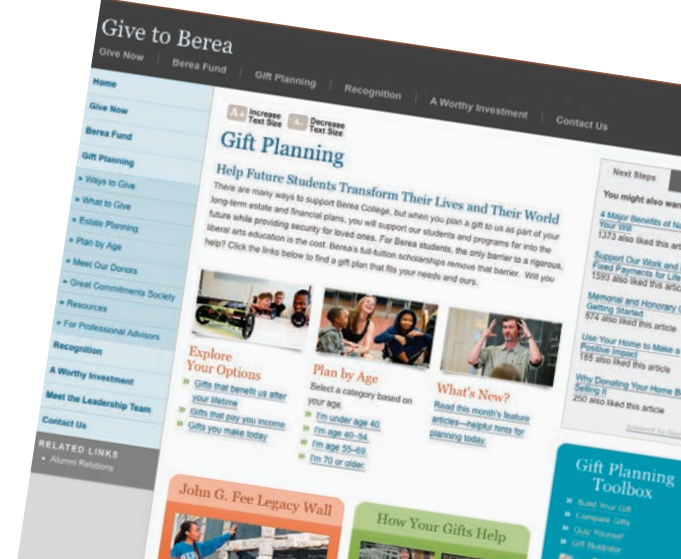 Give to Berea
Give Now
Berea Fund
Gift Planning
Recognition
A Worthy Investment
Contact Us
Home
Give Now
Berea Fund
Gift Planning
» Ways to Give
» What to Give
» Estate Planning
» Plan by Age
» Meet Our Donors
» Great Commitments Society
» Resources
» For Professional Advisors
Recognition
A Worthy Investment
Meet the Leadership Team
Contact Us
RELATED LINKS
• Alumni Relations
A+ Increase
Text Size
A- Decrease
Text Size
Gift Planning
Help Future Students Transform Their Lives and Their World
There are many ways to support Berea College, but when you plan a gift to us as part of your
long-term estate and financial plans, you will support our students and programs far into the
future while providing security for loved ones. For Berea students, the only barrier to a rigorous,
liberal arts education is the cost. Berea's full-tuition scholarships remove that barrier. Will you
help? Click the links below to find a gift plan that fits your needs and ours.
Explore
Your Options
» Gifts that benefit us after
your lifetime
» Gifts that pay you income
» Gifts you make today
Plan by Age
Select a category based on
your age.
» I'm under age 40.
» I'm age 40–54.
» I'm age 55–69.
» I'm 70 or older.
What's New?
Read this month's feature
articles—helpful hints for
planning today.
John G. Fee Legacy Wall
How Your Gifts Help
Next Steps
You might also wan
4 Major Benefits of Na
Your Will
1373 also liked this art
Support Our Work and
Fixed Payments for Life
1593 also liked this artic
Memorial and Honorary G
Getting Started
574 also liked this article
Use Your Home to Make a
Positive Impact
185 also liked this article
Why Donating Your Home B
Selling It
250 also liked this article
powered by
Gift Planning
Toolbox
» Build Your Gift
» Compare Gifts
» Quiz Yourself
» Gift Illustrator